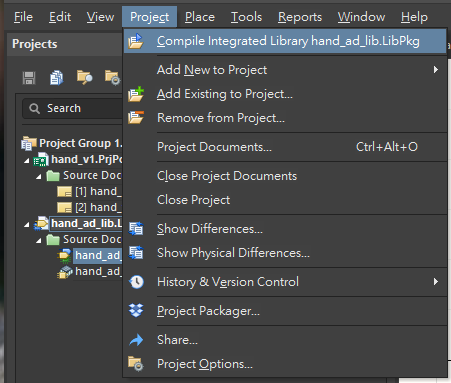 File Edit View Project Place Tools Reports Window Help
Projects
Compile Integrated Library hand_ad_lib.LibPkg
Add New to Project
Add Existing to Project...
Remove from Project...
Project Documents... Ctrl+Alt+O
Close Project Documents
Close Project
Show Differences...
Show Physical Differences...
History & Version Control
Project Packager...
Share...
Project Options...
Search
Project Group 1.
hand_v1.PrjPc
Source Doc
[1] hand_
[2] hand_
hand_ad_lib.L
Source Doc
hand_ad_
hand_ad_